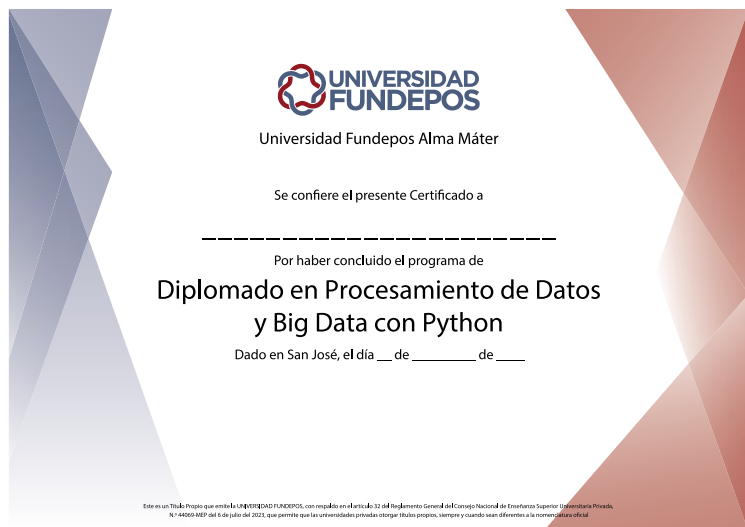 UNIVERSIDAD
FUNDEPOS
Universidad Fundepos Alma Máter
Se confiere el presente Certificado a
_______________________
Por haber concluido el programa de
Diplomado en Procesamiento de Datos
y Big Data con Python
Dado en San José, el día __ de ________ de ____
Este es un Título Propio que emite la UNIVERSIDAD FUNDEPOS, con respaldo en el artículo 32 del Reglamento General del Consejo Nacional de Enseñanza Superior Universitaria Privada,
N.º 44069-MEP del 6 de julio del 2023, que permite que las universidades privadas otorgar títulos propios, siempre y cuando sean diferentes a la nomenclatura oficial